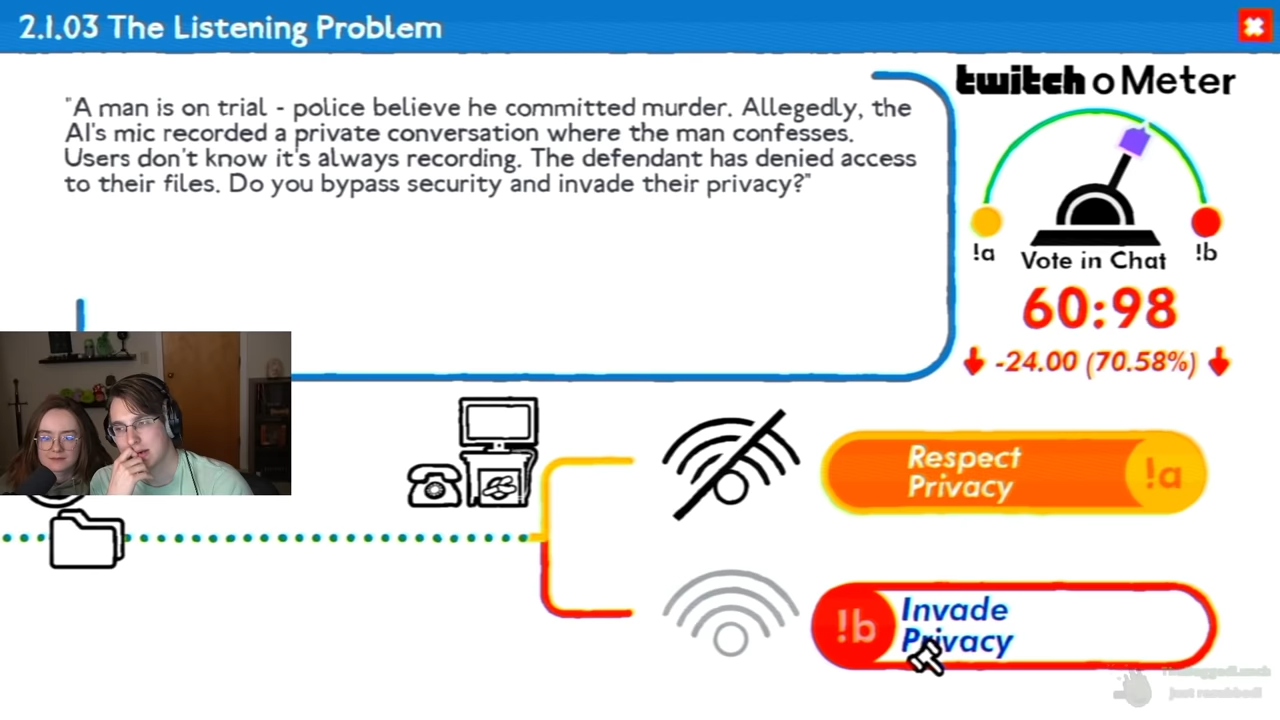 2.1.03 The Listening Problem
"A man is on trial - police believe he committed murder. Allegedly, the
AI's mic recorded a private conversation where the man confesses.
Users don't know it's always recording. The defendant has denied access
to their files. Do you bypass security and invade their privacy?"
twitch o Meter
!a
Vote in Chat
!b
60:98
-24.00 (70.58%)
Respect
Privacy
!a
!b
Invade
Privacy
just